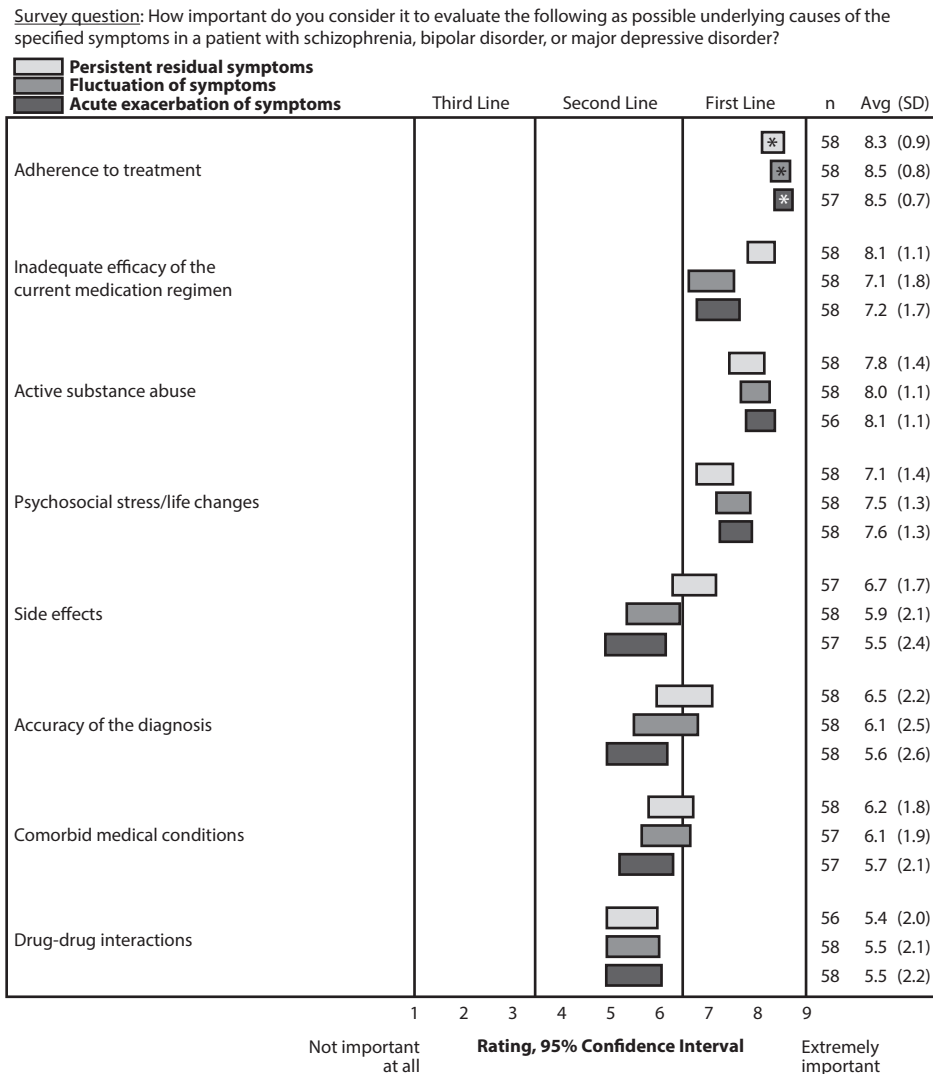 Survey question: How important do you consider it to evaluate the following as possible underlying causes of the
specified symptoms in a patient with schizophrenia, bipolar disorder, or major depressive disorder?
Persistent residual symptoms
Fluctuation of symptoms
Acute exacerbation of symptoms Third Line Second Line First Line n Avg (SD)
* 58 8.3 (0.9)
Adherence to treatment * 58 8.5 (0.8)
* 57 8.5 (0.7)
58 8.1 (1.1)
Inadequate efficacy of the
current medication regimen 58 7.1 (1.8)
58 7.2 (1.7)
58 7.8 (1.4)
Active substance abuse 58 8.0 (1.1)
56 8.1 (1.1)
58 7.1 (1.4)
Psychosocial stress/life changes 58 7.5 (1.3)
58 7.6 (1.3)
57 6.7 (1.7)
Side effects 58 5.9 (2.1)
57 5.5 (2.4)
58 6.5 (2.2)
Accuracy of the diagnosis 58 6.1 (2.5)
58 5.6 (2.6)
58 6.2 (1.8)
Comorbid medical conditions 57 6.1 (1.9)
57 5.7 (2.1)
56 5.4 (2.0)
Drug-drug interactions 58 5.5 (2.1)
58 5.5 (2.2)
1 2 3 4 5 6 7 8 9
Not important
at all
Rating, 95% Confidence Interval
Extremely
important